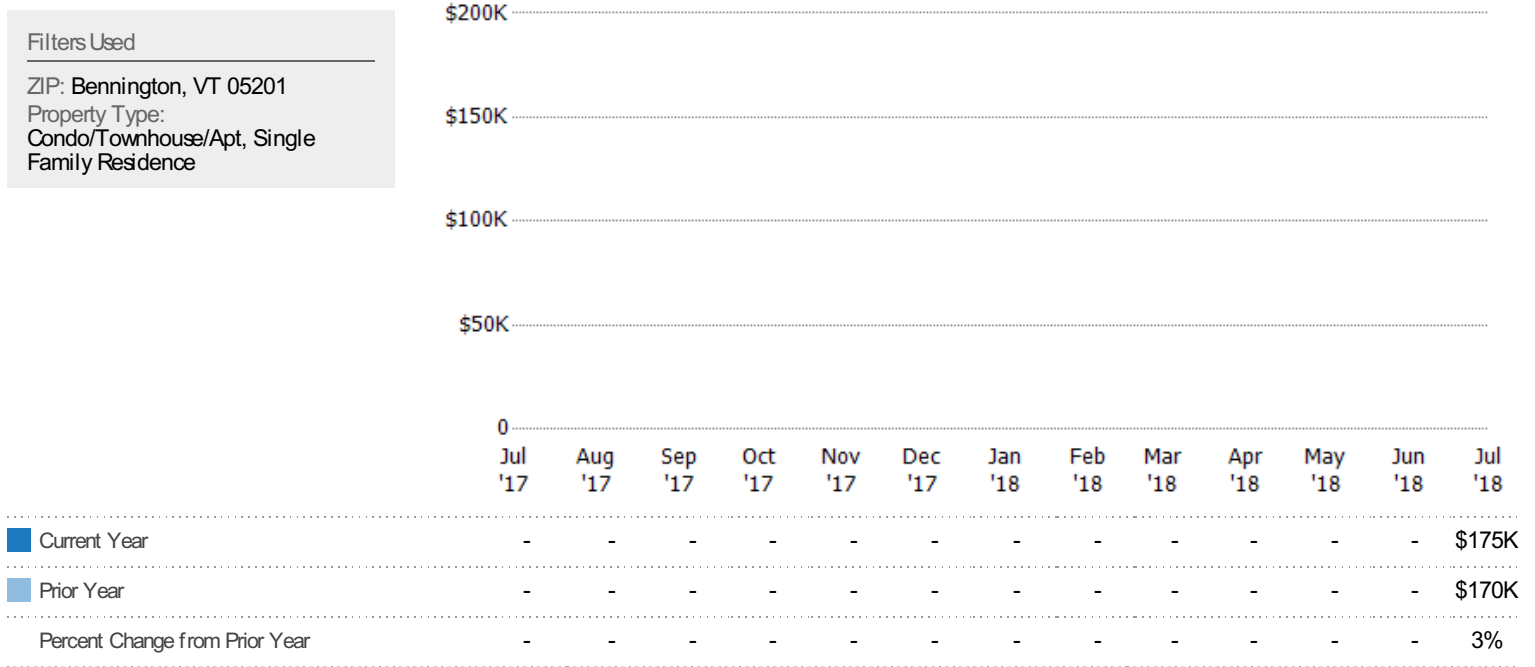 Filters Used
ZIP: Bennington, VT 05201
Property Type:
Condo/Townhouse/Apt, Single
Family Residence
$200K
$150K
$100K
$50K
0
Jul Aug Sep Oct Nov Dec Jan Feb Mar Apr May Jun Jul
'17 '17 '17 '17 '17 '17 '18 '18 '18 '18 '18 '18 '18
Current Year - - - - - - - - - - - - $175K
Prior Year - - - - - - - - - - - - $170K
Percent Change from Prior Year - - - - - - - - - - - - 3%